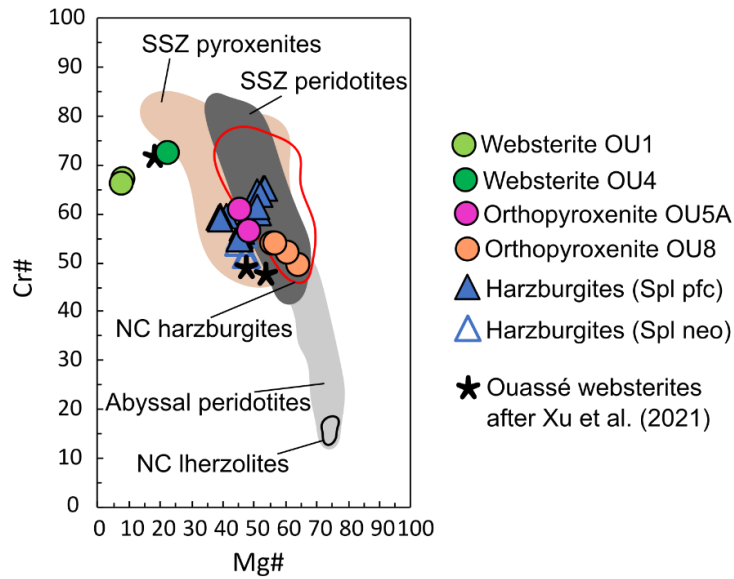 SSZ pyroxenites
SSZ peridotites
NC harzburgites
Abyssal peridotites
NC lherzolites
Cr#
100
90
80
70
60
50
40
30
20
10
0
0 10 20 30 40 50 60 70 80 90 100
Mg#
Websterite OU1
Websterite OU4
Orthopyroxenite OU5A
Orthopyroxenite OU8
Harzburgites (Spl pfc)
Harzburgites (Spl neo)
Ouassé websterites
after Xu et al. (2021)